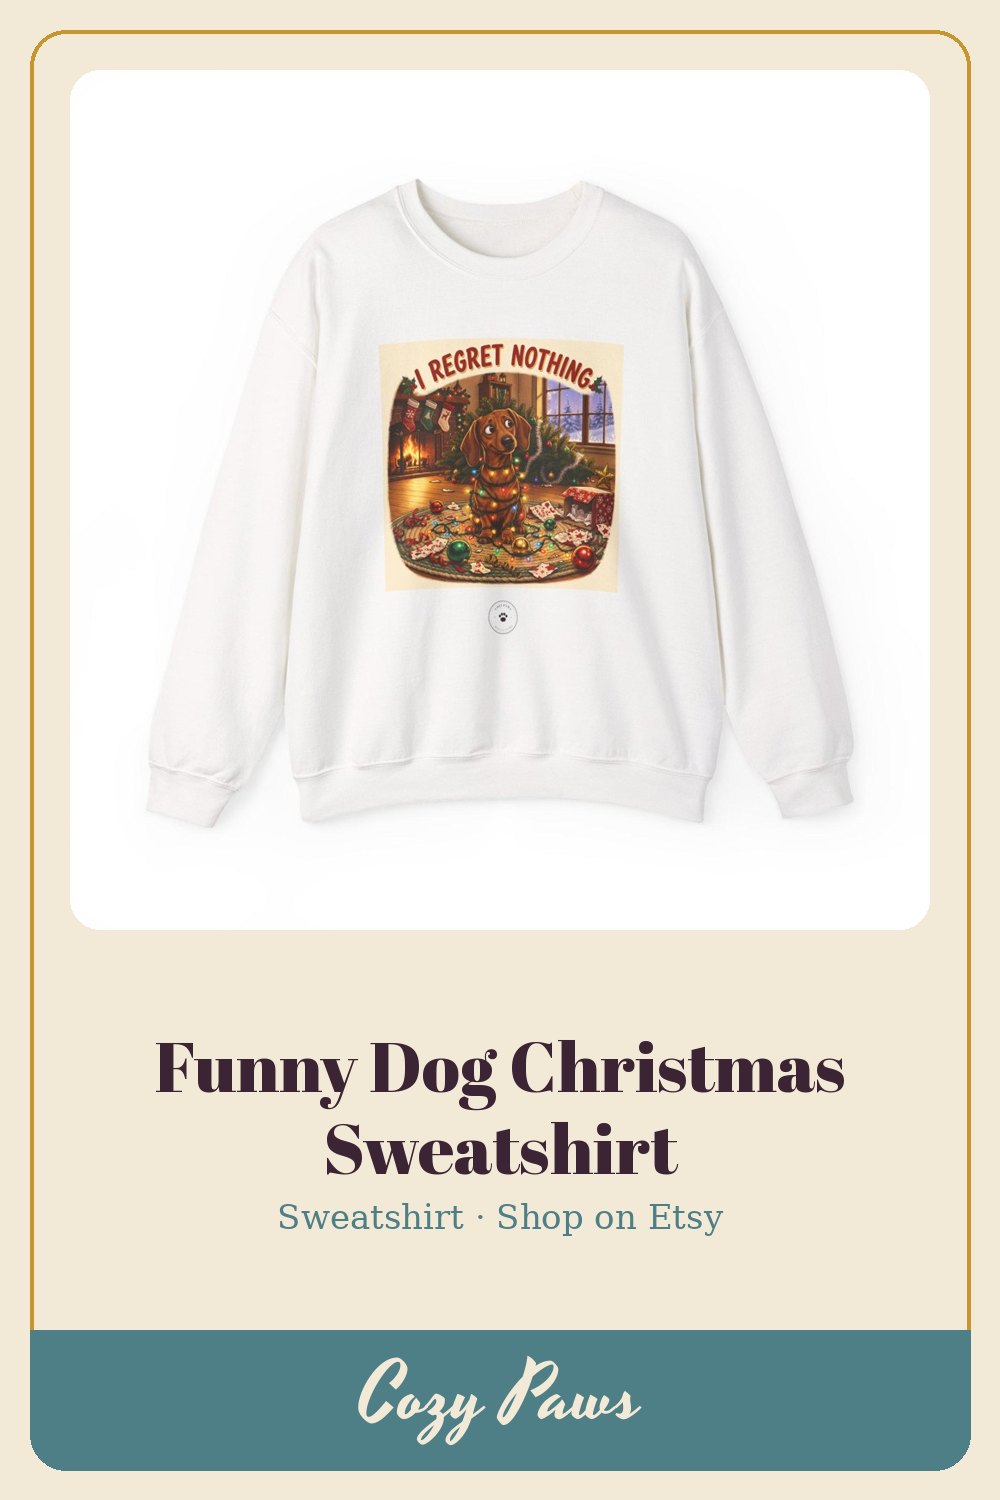 I REGRET NOTHING
Funny Dog Christmas
Sweatshirt
Sweatshirt · Shop on Etsy
Cozy Paws